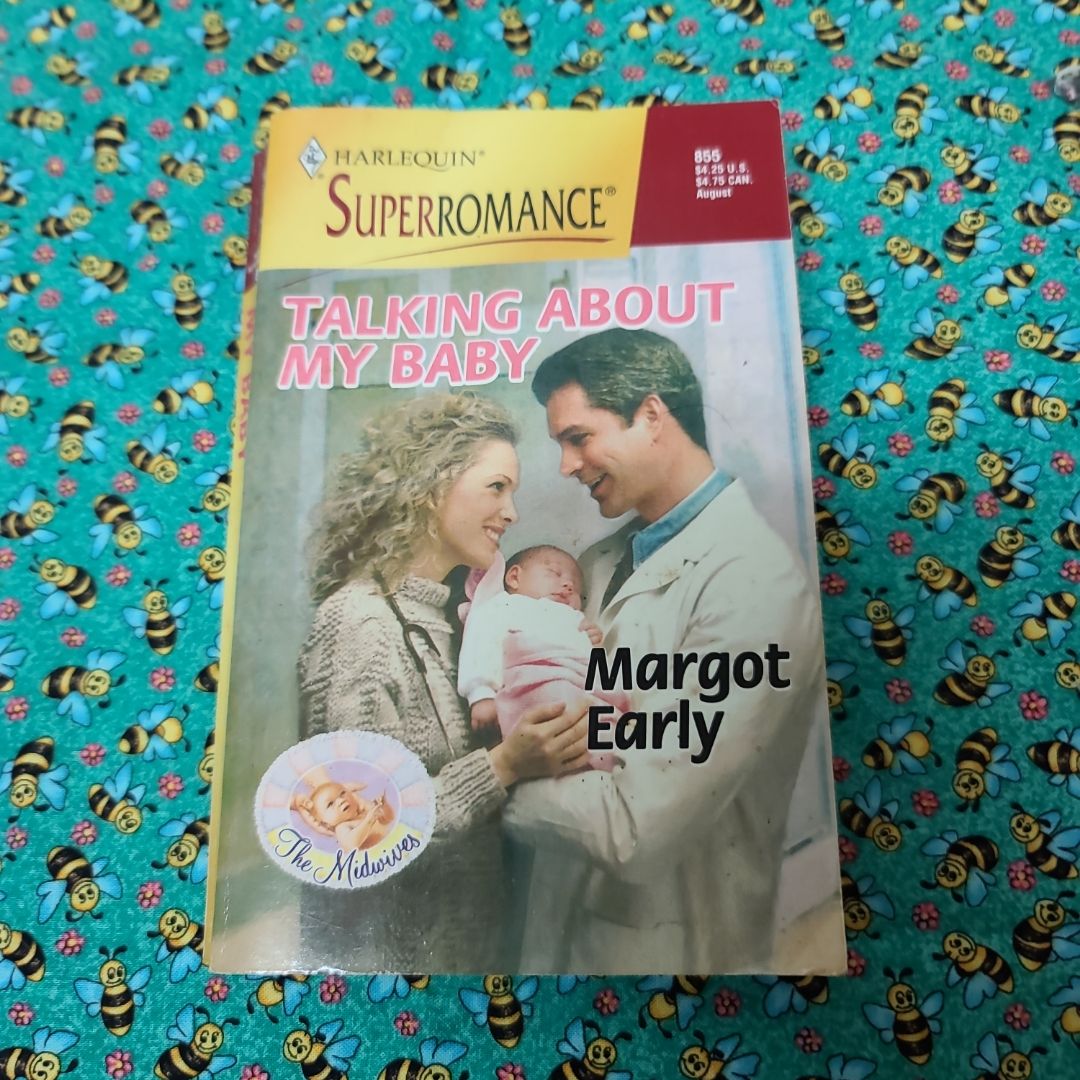 HARLEQUIN®
SUPERROMANCE®
855
$4.25 U.S.
$4.75 CAN.
August
TALKING ABOUT
MY BABY
Margot
Early
The Midwives